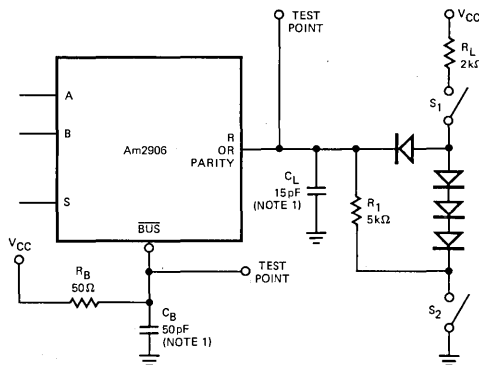 TEST
POINT
VCC
RL
2kΩ
S1
A
B
S
Am2906
R
OR
PARITY
BUS
CL
15pF
(NOTE 1)
R1
5kΩ
VCC
RB
50Ω
TEST
POINT
CB
50pF
(NOTE 1)
S2